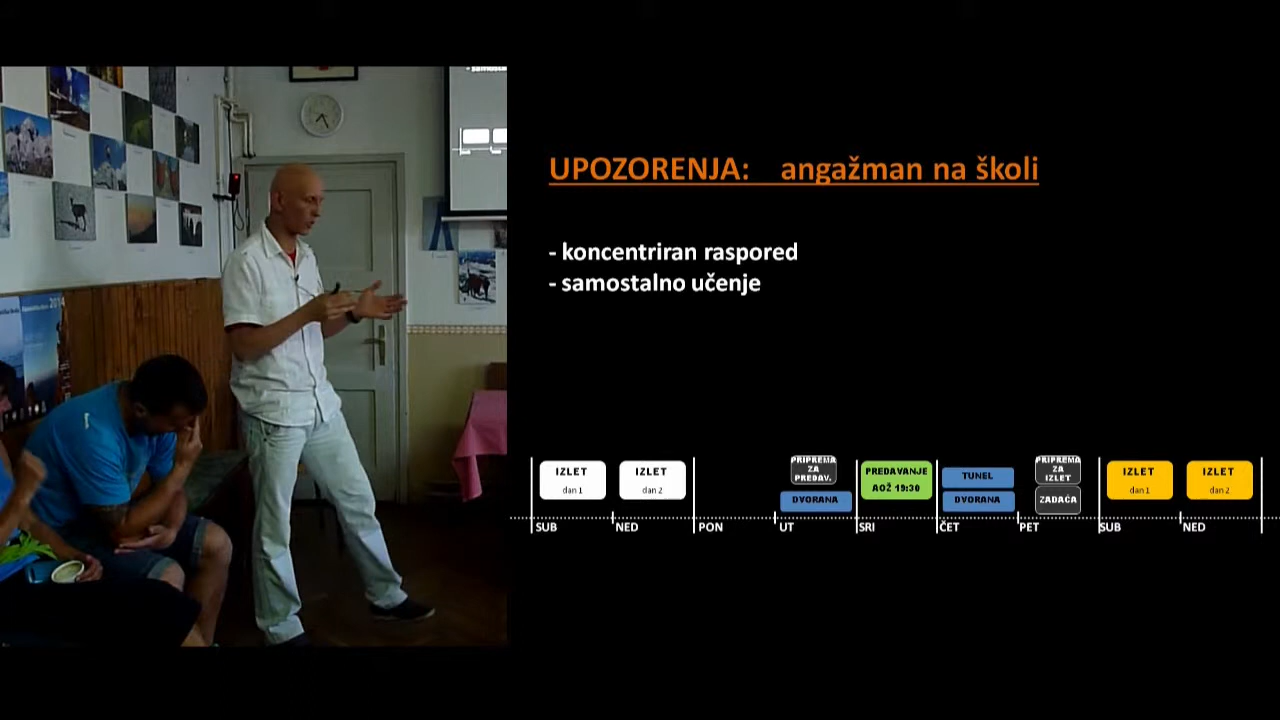 UPOZORENJA: angažman na školi
- koncentriran raspored
- samostalno učenje
IZLET
dan 1
IZLET
dan 2
PRIPREMA
ZA
PREDAV.
DVORANA
PREDAVANJE
AOŽ 19:30
TUNEL
DVORANA
PRIPREMA
ZA
IZLET
ZADAĆA
IZLET
dan 1
IZLET
dan 2
SUB
NED
PON
UT
SRI
ČET
PET
SUB
NED